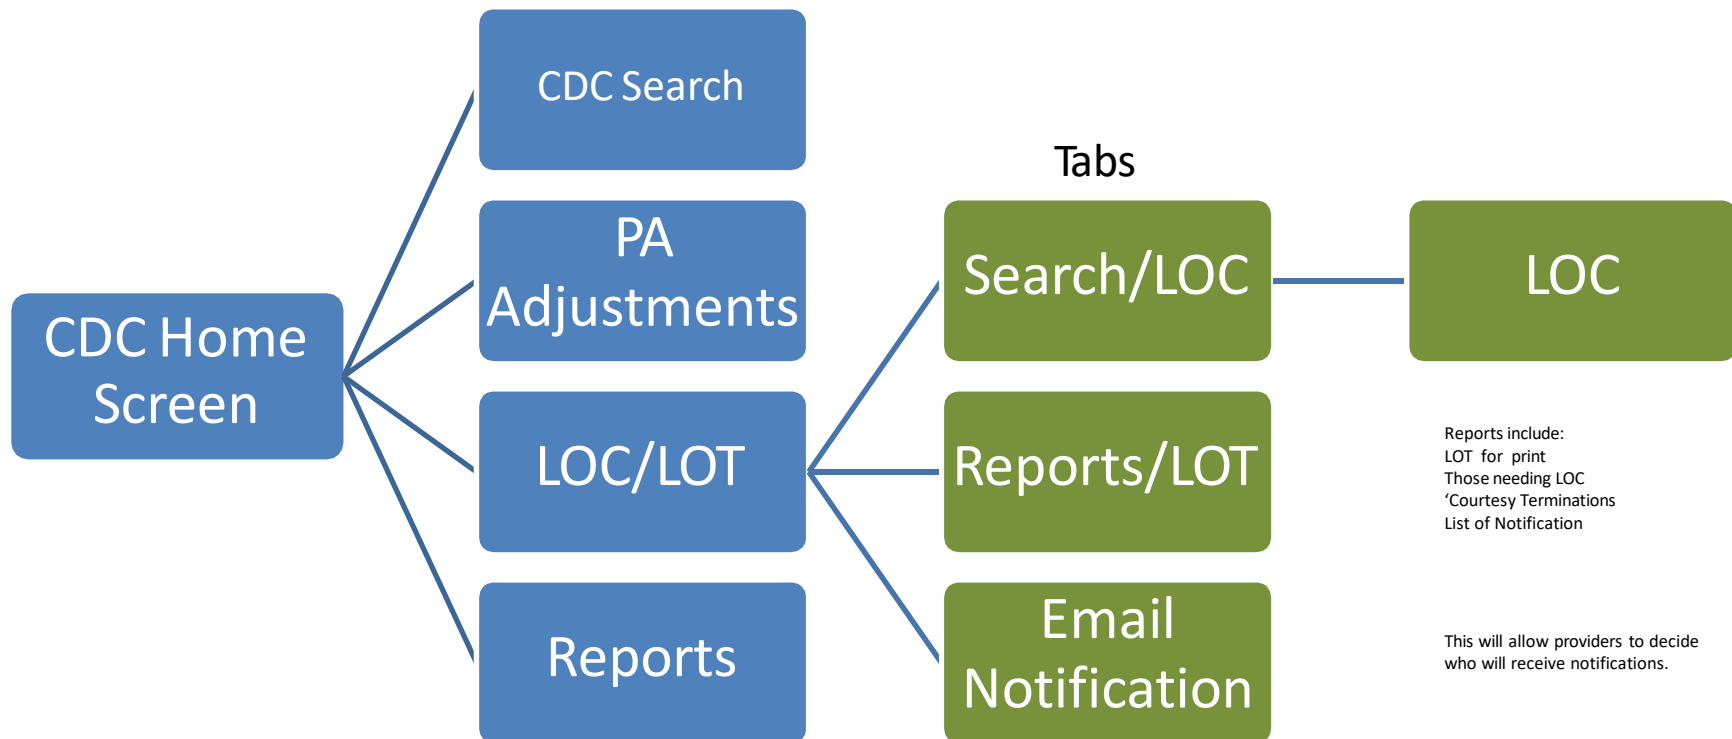 CDC Home
Screen
CDC Search
PA
Adjustments
LOC/LOT
Reports
Tabs
Search/LOC
Reports/LOT
Email
Notification
LOC
Reports include:
LOT for print
Those needing LOC
‘Courtesy Terminations
List of Notification
This will allow providers to decide
who will receive notifications.